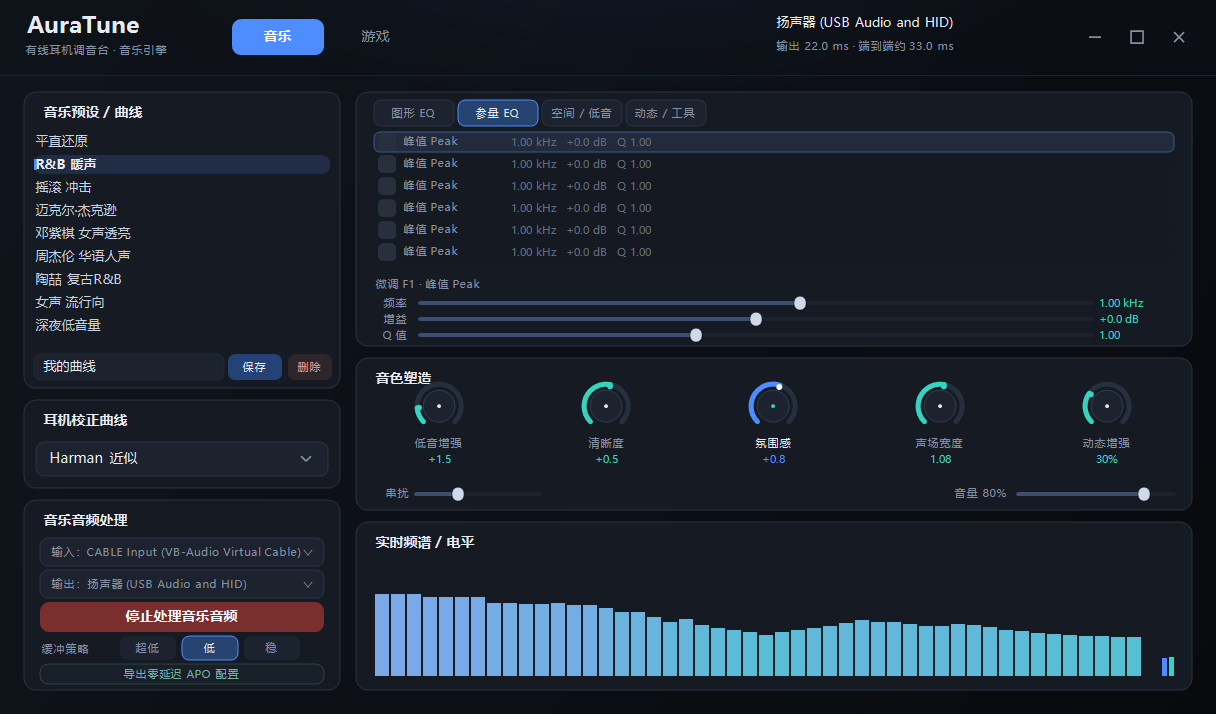 AuraTune
有线耳机调音台 · 音乐引擎
音乐
游戏
扬声器 (USB Audio and HID)
输出 22.0 ms · 端到端约 33.0 ms
音乐预设 / 曲线
平直还原
R&B 暖声
摇滚 冲击
迈克尔·杰克逊
邓紫棋 女声透亮
周杰伦 华语人声
陶喆 复古R&B
女声 流行向
深夜低音量
我的曲线
保存
删除
耳机校正曲线
Harman 近似
音乐音频处理
输入: CABLE Input (VB-Audio Virtual Cable)
输出: 扬声器 (USB Audio and HID)
停止处理音乐音频
缓冲策略
超低
低
稳
导出零延迟 APO 配置
图形 EQ
参量 EQ
空间 / 低音
动态 / 工具
峰值 Peak 1.00 kHz +0.0 dB Q 1.00
峰值 Peak 1.00 kHz +0.0 dB Q 1.00
峰值 Peak 1.00 kHz +0.0 dB Q 1.00
峰值 Peak 1.00 kHz +0.0 dB Q 1.00
峰值 Peak 1.00 kHz +0.0 dB Q 1.00
峰值 Peak 1.00 kHz +0.0 dB Q 1.00
微调 F1 · 峰值 Peak
频率 1.00 kHz
增益 +0.0 dB
Q 值 1.00
音色塑造
低音增强
+1.5
清晰度
+0.5
氛围感
+0.8
声场宽度
1.08
动态增强
30%
串扰
音量 80%
实时频谱 / 电平